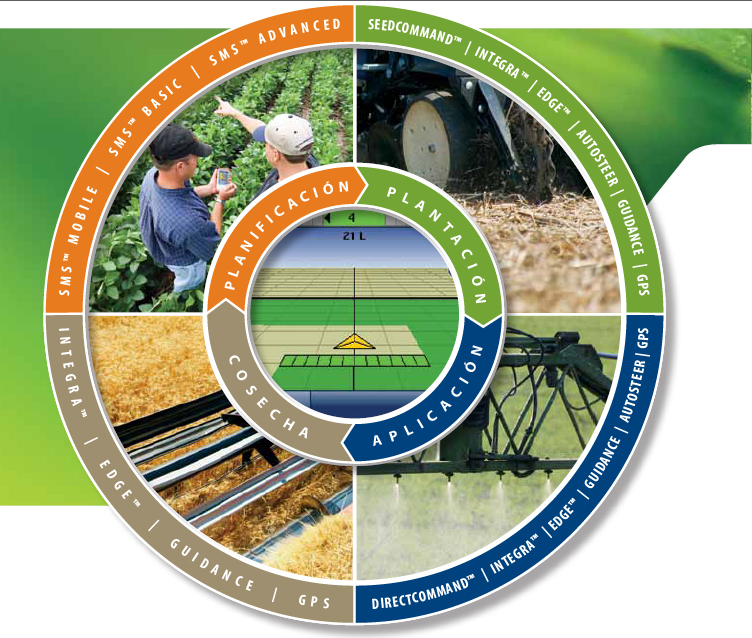 SMS™ MOBILE | SMS™ BASIC | SMS™ ADVANCED
SEEDCOMMAND™ | INTEGRA™ | EDGE™ | AUTOSTEER | GUIDANCE | GPS
PLANIFICACIÓN
PLANTACIÓN
4
21 L
COSECHA
APLICACIÓN
INTEGRA™ | EDGE™ | GUIDANCE | GPS
DIRECTCOMMAND™ | INTEGRA™ | EDGE™ | GUIDANCE | AUTOSTEER | GPS